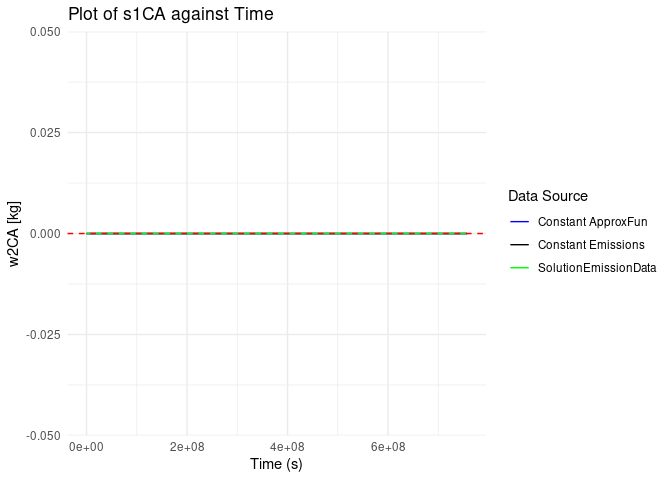 Plot of s1CA against Time
0.050
0.025
0.000
-0.025
-0.050
w2CA [kg]
0e+00 2e+08 4e+08 6e+08
Time (s)
Data Source
Constant ApproxFun
Constant Emissions
SolutionEmissionData